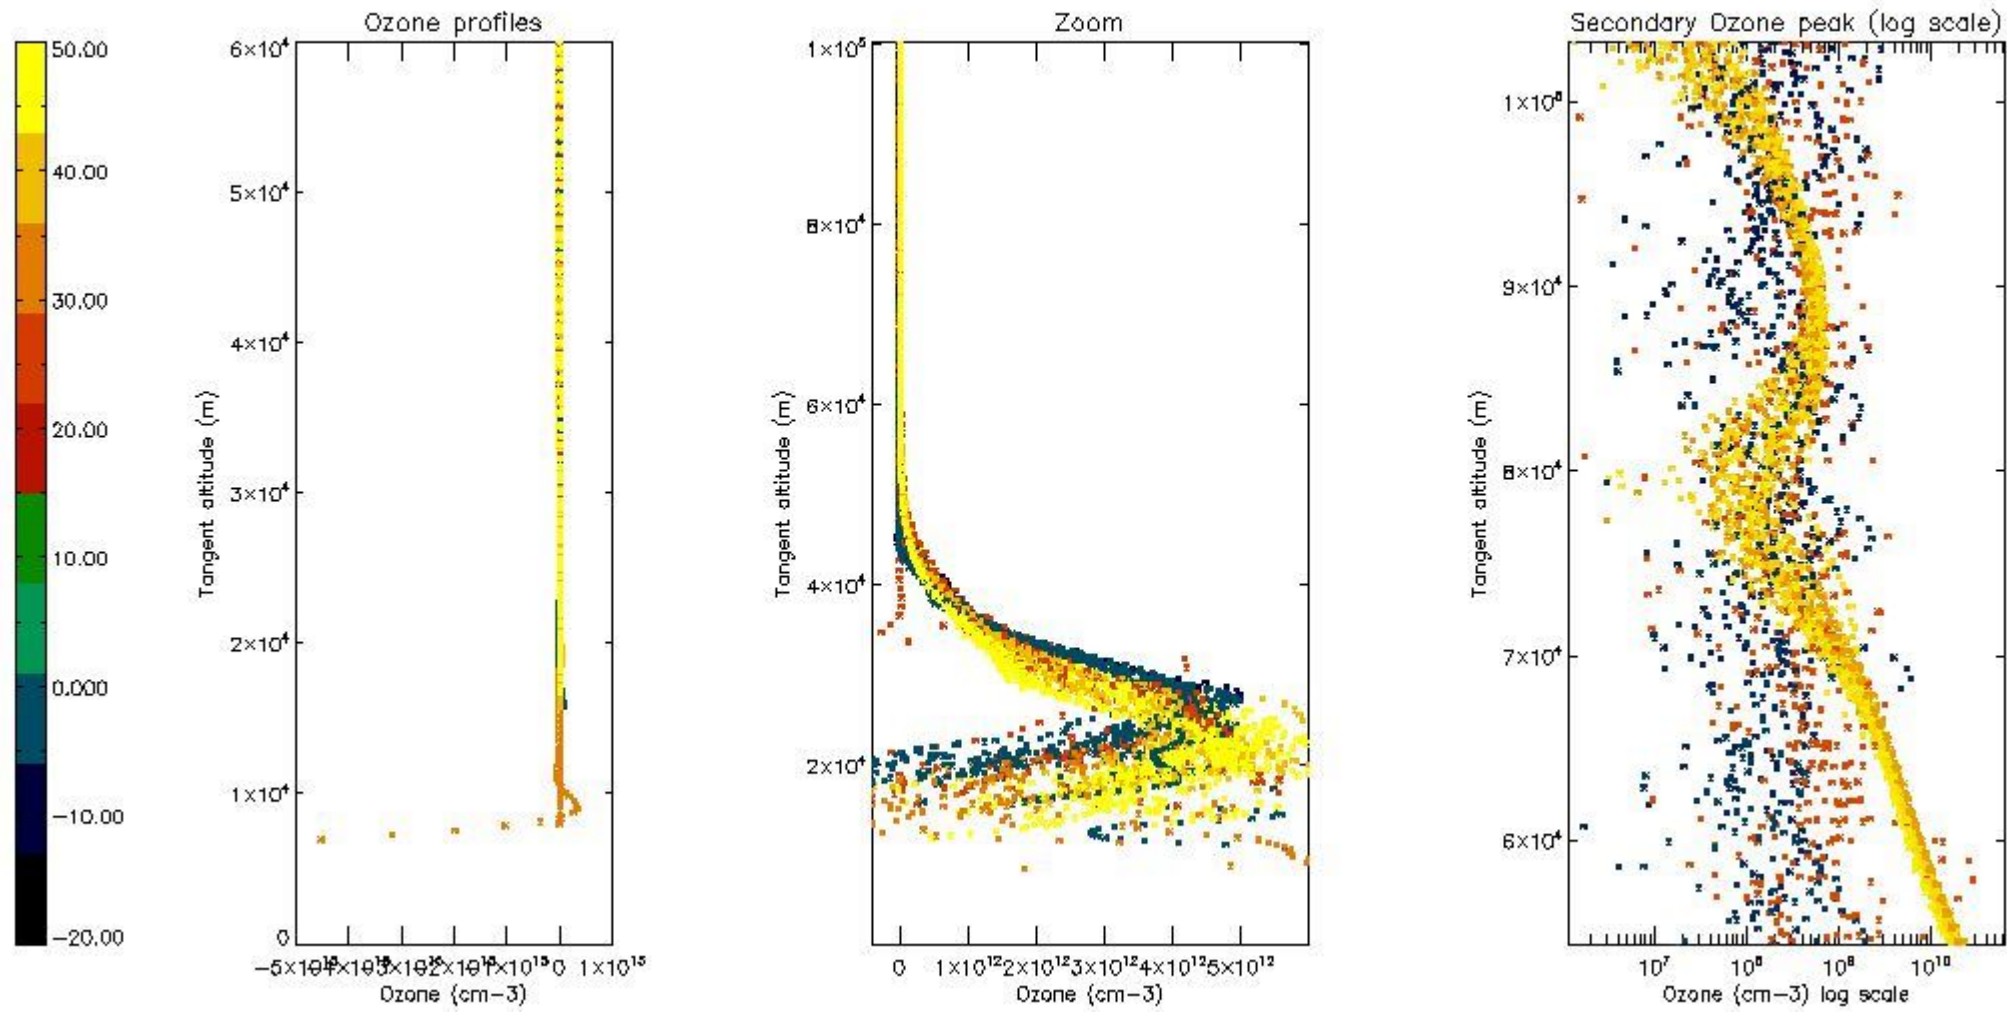 Ozone profiles
Zoom
Secondary Ozone peak (log scale)
50.00
40.00
30.00
20.00
10.00
0.000
−10.00
−20.00
6×10⁴
5×10⁴
4×10⁴
3×10⁴
2×10⁴
1×10⁴
0
Tangent altitude (m)
0 1×10¹⁵
Ozone (cm−3)
1×10⁵
8×10⁴
6×10⁴
4×10⁴
2×10⁴
Tangent altitude (m)
0 1×10¹² 2×10¹² 3×10¹² 4×10¹² 5×10¹²
Ozone (cm−3)
9×10⁴
8×10⁴
7×10⁴
6×10⁴
Tangent altitude (m)
10⁷ 10⁸ 10⁹ 10¹⁰
Ozone (cm−3) log scale